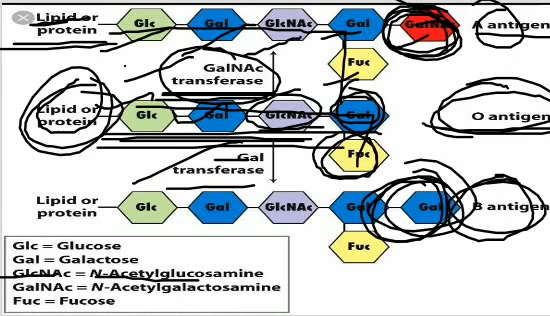 Lipid or Glc Gal GlcNAc Gal GalNAc A antigen
protein
Fuc
GalNAc
transferase
Lipid or Glc Gal GlcNAc Gal O antigen
protein
Fuc
Gal
transferase
Lipid or Glc Gal GlcNAc Gal Gal B antigen
protein
Fuc
Glc = Glucose
Gal = Galactose
GlcNAc = N-Acetylglucosamine
GalNAc = N-Acetylgalactosamine
Fuc = Fucose